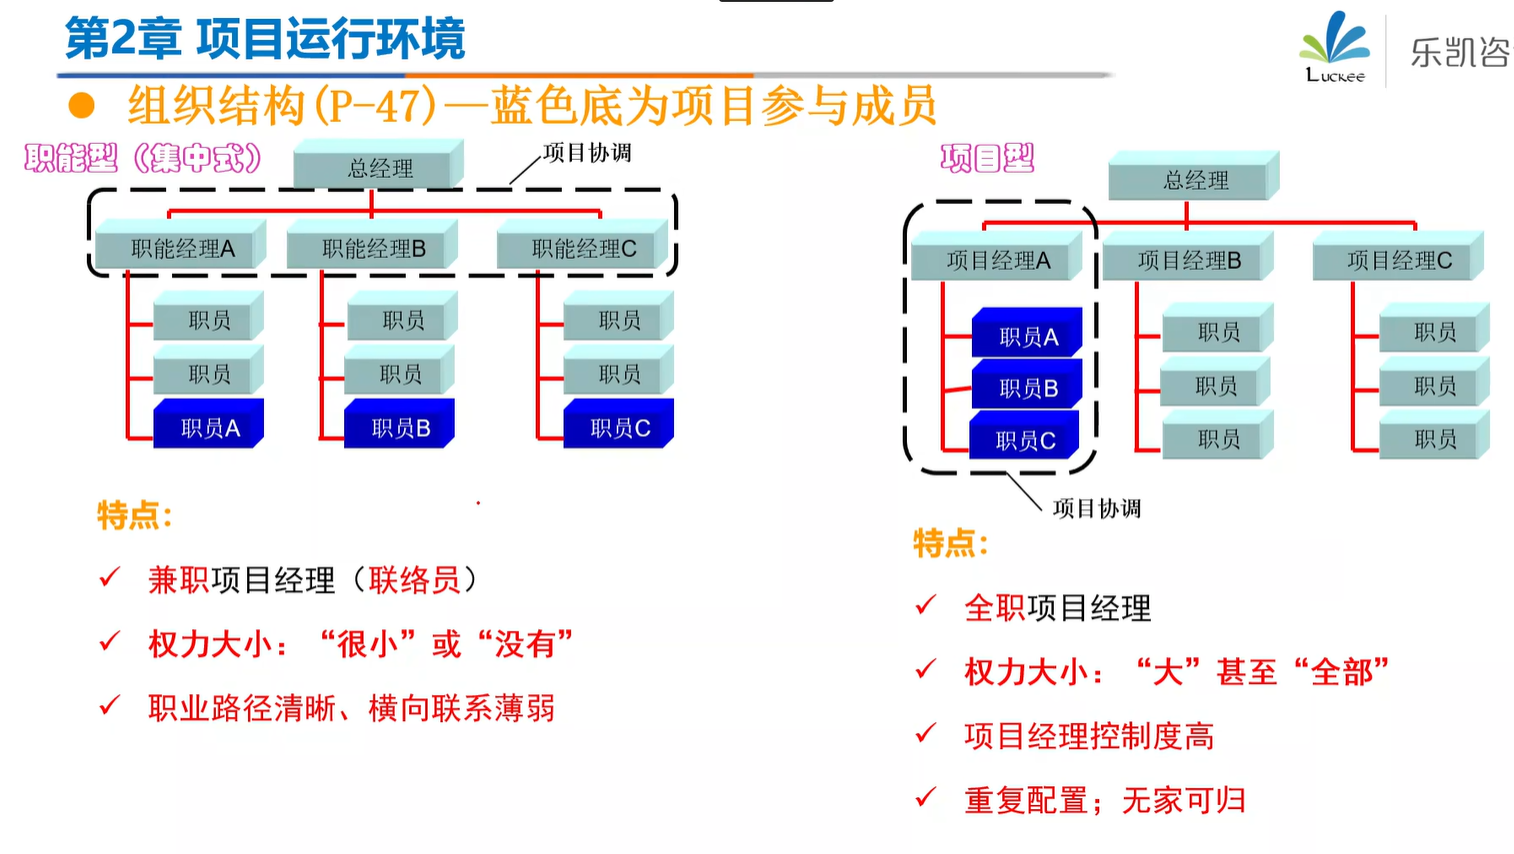 第2章 项目运行环境
LUCKEE
乐凯咨
组织结构(P-47)—蓝色底为项目参与成员
职能型（集中式）
总经理
项目协调
职能经理A
职能经理B
职能经理C
职员
职员
职员
职员
职员
职员
职员A
职员B
职员C
特点：
兼职项目经理（联络员）
权力大小：“很小”或“没有”
职业路径清晰、横向联系薄弱
项目型
总经理
项目经理A
项目经理B
项目经理C
职员A
职员
职员
职员B
职员
职员
职员C
职员
职员
项目协调
特点：
全职项目经理
权力大小：“大”甚至“全部”
项目经理控制度高
重复配置；无家可归